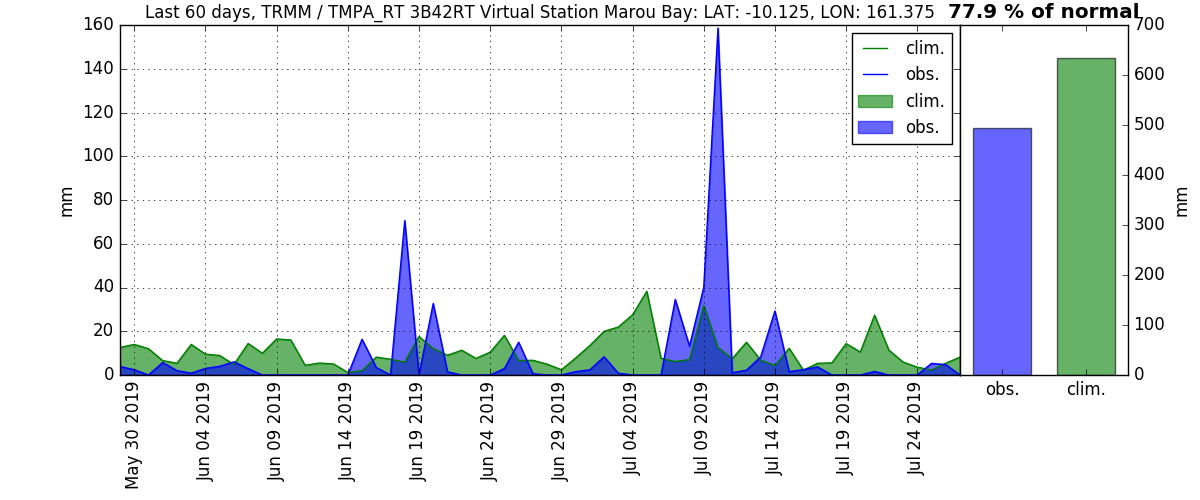 Last 60 days, TRMM / TMPA_RT 3B42RT Virtual Station Marou Bay: LAT: -10.125, LON: 161.375 77.9 % of normal
160
140
120
100
80
60
40
20
0
mm
clim.
obs.
clim.
obs.
May 30 2019
Jun 04 2019
Jun 09 2019
Jun 14 2019
Jun 19 2019
Jun 24 2019
Jun 29 2019
Jul 04 2019
Jul 09 2019
Jul 14 2019
Jul 19 2019
Jul 24 2019
700
600
500
400
300
200
100
0
mm
obs.
clim.